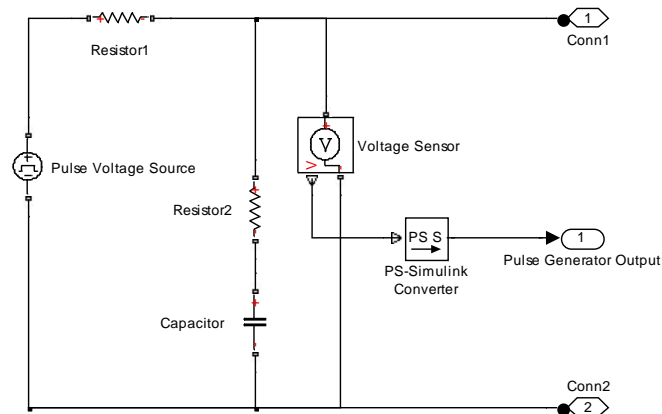 1
Conn1
Resistor1
+
-
+
V
-
V
Voltage Sensor
+
-
Pulse Voltage Source
+
-
Resistor2
PS S
1
Pulse Generator Output
PS-Simulink
Converter
+
-
Capacitor
Conn2
2